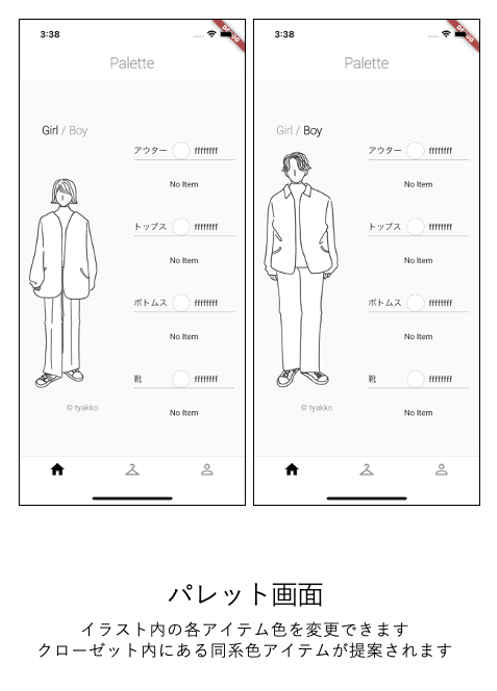 3:38
DEBUG
Palette
Girl / Boy
アウター ffffffff
No Item
トップス ffffffff
No Item
ボトムス ffffffff
No Item
靴 ffffffff
No Item
© tyakko
3:38
DEBUG
Palette
Girl / Boy
アウター ffffffff
No Item
トップス ffffffff
No Item
ボトムス ffffffff
No Item
靴 ffffffff
No Item
© tyakko
パレット画面
イラスト内の各アイテム色を変更できます
クローゼット内にある同系色アイテムが提案されます